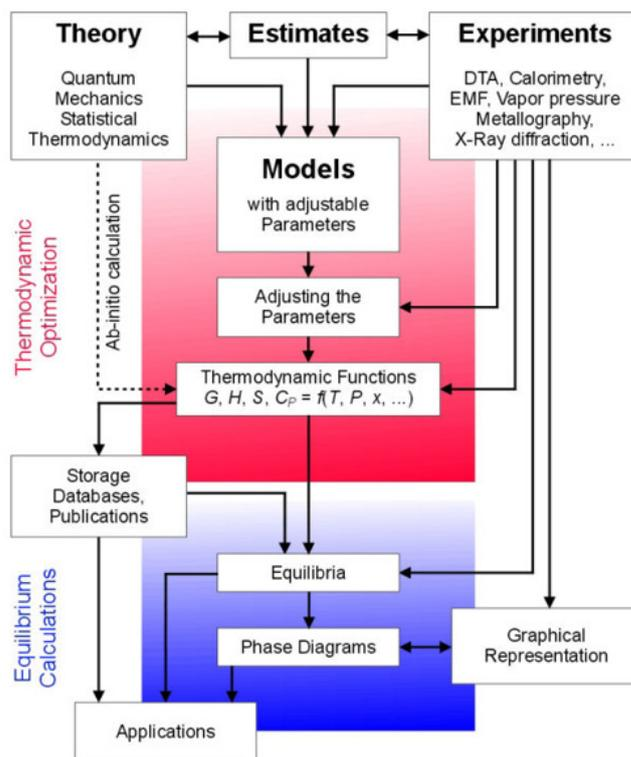 Theory
Quantum
Mechanics
Statistical
Thermodynamics
Estimates
Experiments
DTA, Calorimetry,
EMF, Vapor pressure
Metallography,
X-Ray diffraction, ...
Models
with adjustable
Parameters
Ab-initio calculation
Thermodynamic
Optimization
Adjusting the
Parameters
Thermodynamic Functions
G, H, S, Cₚ = f(T, P, x, ...)
Storage
Databases,
Publications
Equilibrium
Calculations
Equilibria
Phase Diagrams
Graphical
Representation
Applications